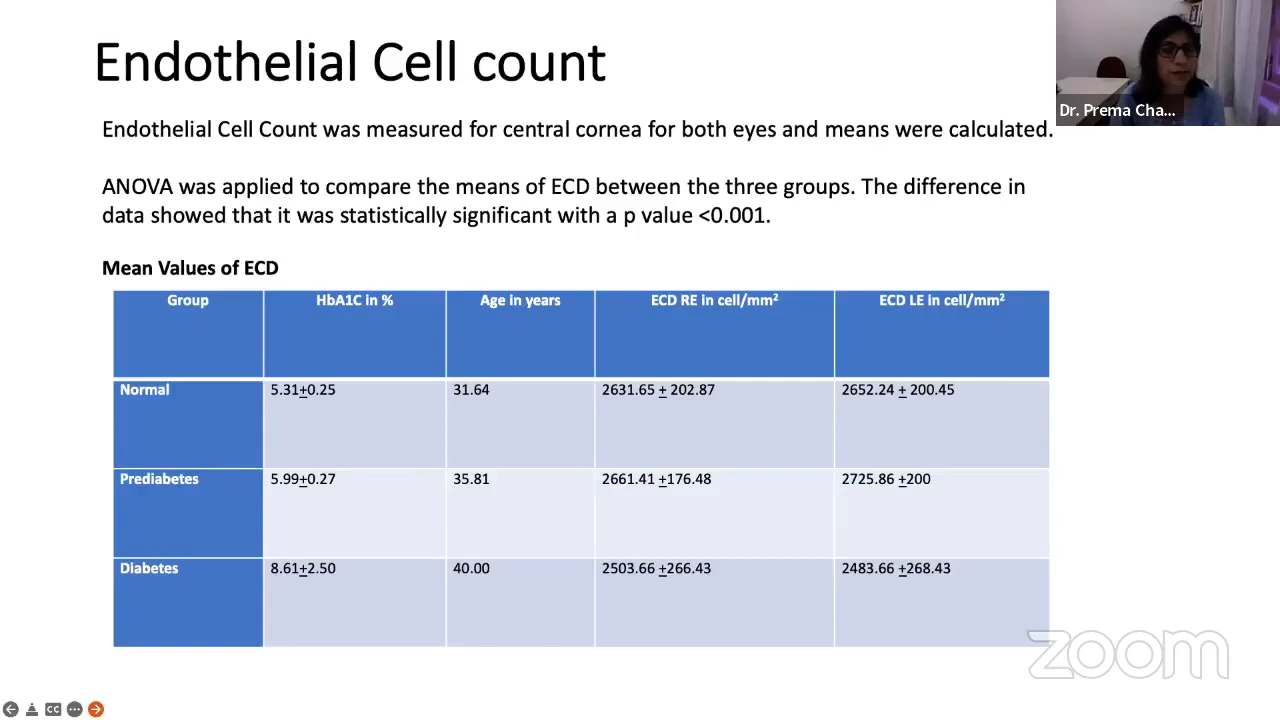 Endothelial Cell count
Dr. Prema Cha...
Endothelial Cell Count was measured for central cornea for both eyes and means were calculated.
ANOVA was applied to compare the means of ECD between the three groups. The difference in
data showed that it was statistically significant with a p value <0.001.
Mean Values of ECD
Group HbA1C in % Age in years ECD RE in cell/mm² ECD LE in cell/mm²
Normal 5.31±0.25 31.64 2631.65 ± 202.87 2652.24 ± 200.45
Prediabetes 5.99±0.27 35.81 2661.41 ±176.48 2725.86 ±200
Diabetes 8.61±2.50 40.00 2503.66 ±266.43 2483.66 ±268.43
zoom
CC